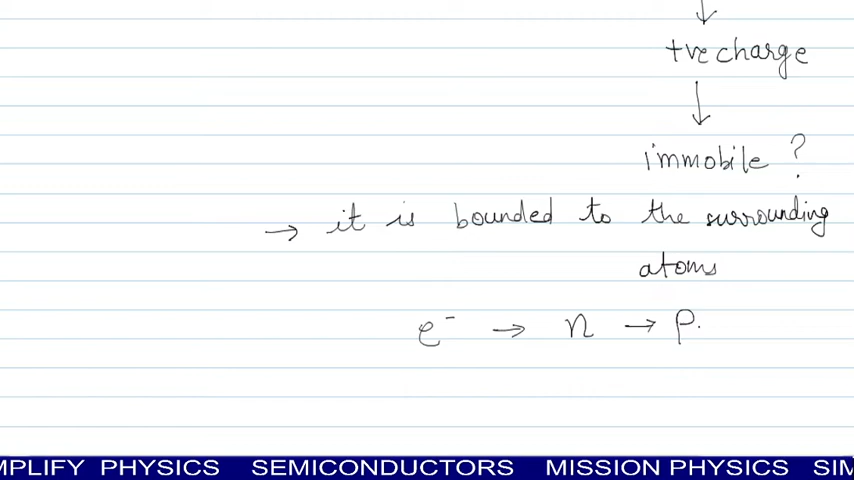 ↓
+ve charge
↓
immobile ?
→ it is bounded to the surrounding
atoms
e⁻ → n → p.
MPLIFY PHYSICS SEMICONDUCTORS MISSION PHYSICS SIM